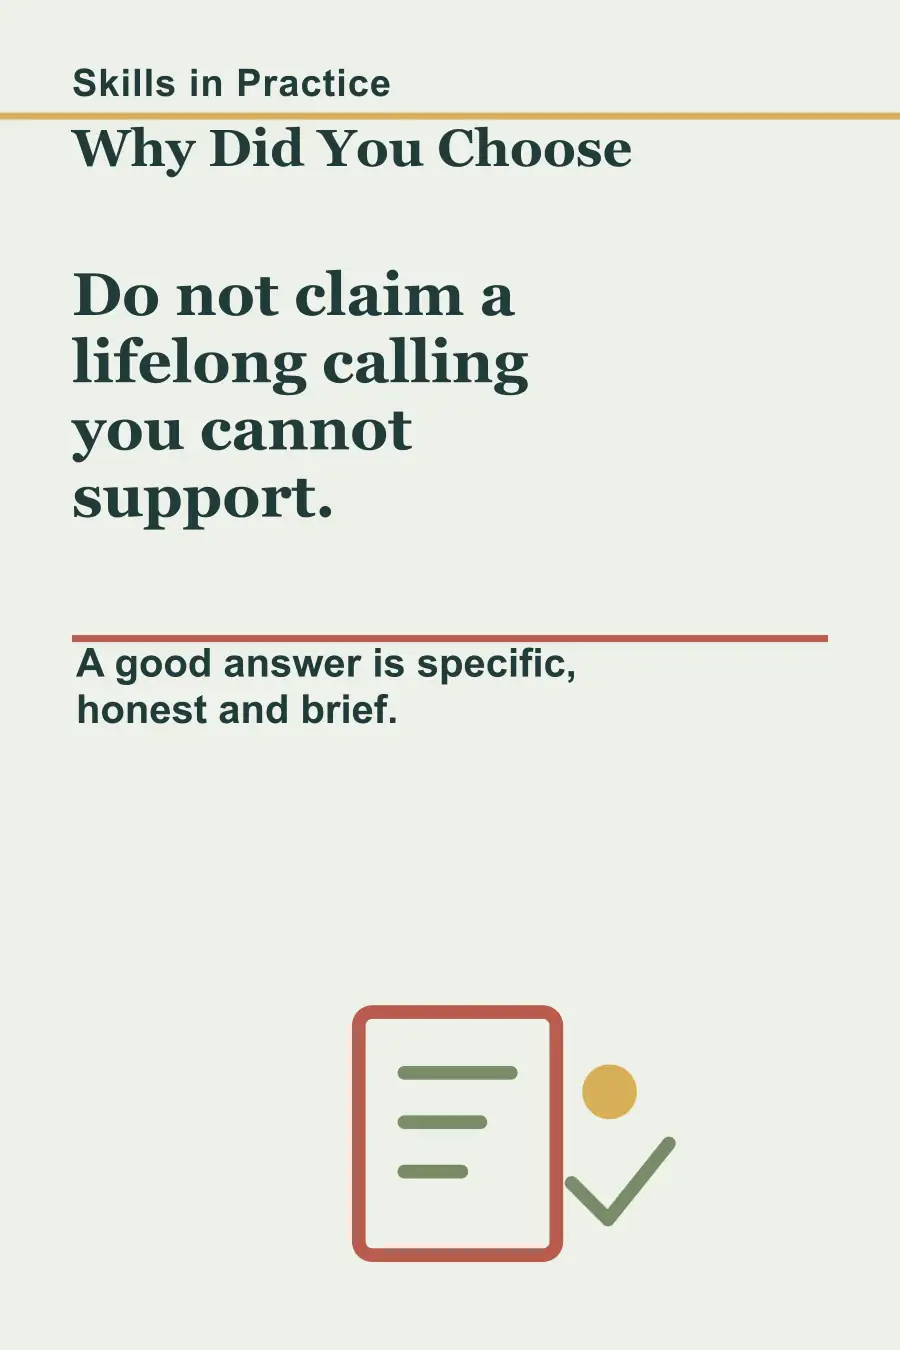 Skills in Practice
Why Did You Choose
Do not claim a
lifelong calling
you cannot
support.
A good answer is specific,
honest and brief.